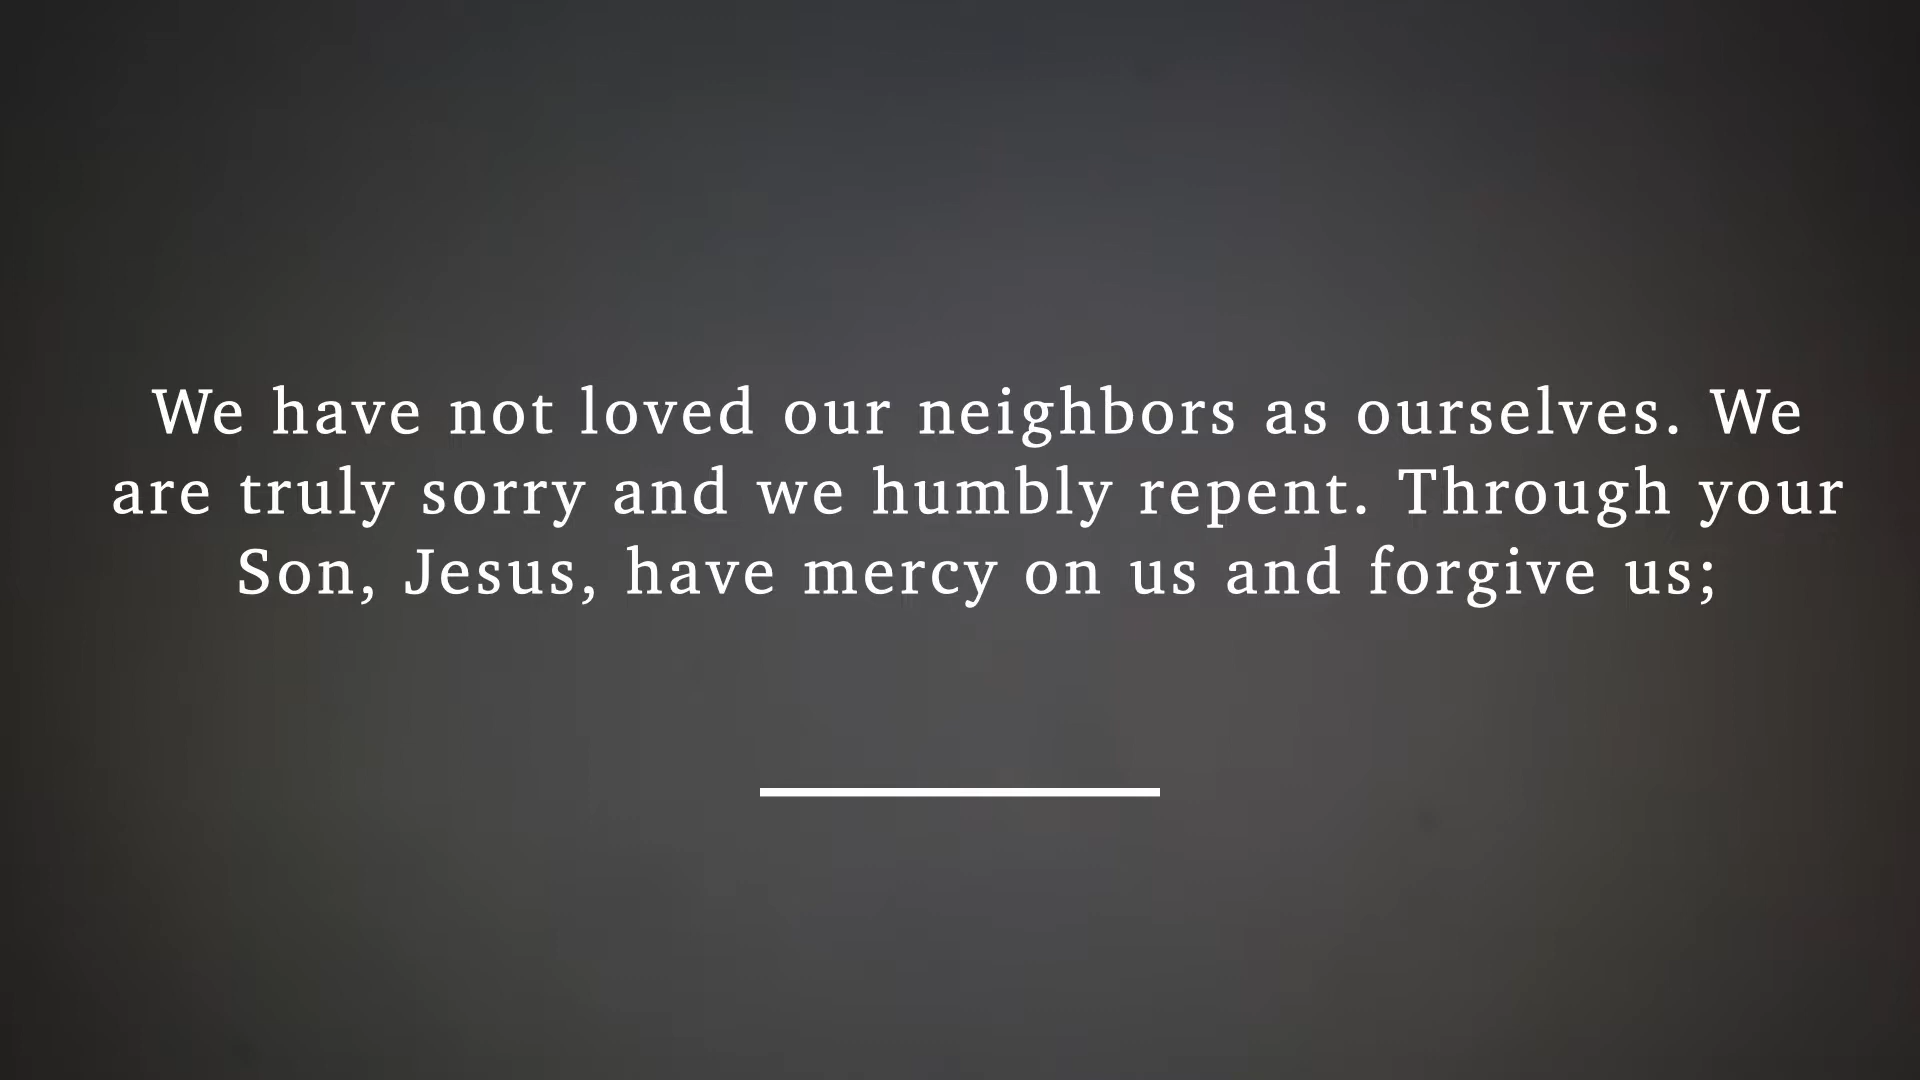 We have not loved our neighbors as ourselves. We
are truly sorry and we humbly repent. Through your
Son, Jesus, have mercy on us and forgive us;